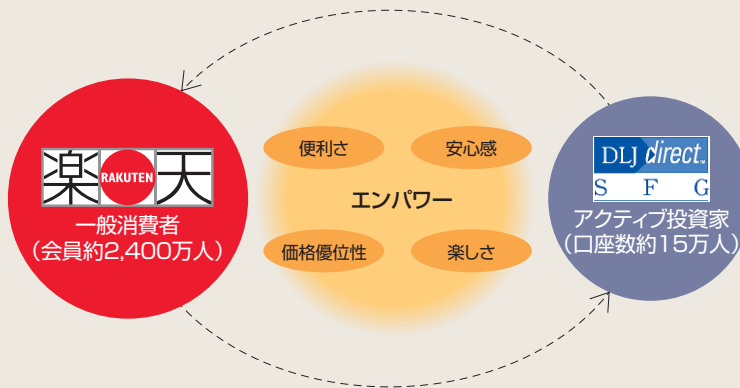 楽 RAKUTEN 天
一般消費者
（会員約2,400万人）
便利さ
安心感
エンパワー
価格優位性
楽しさ
DLJ direct™
S F G
アクティブ投資家
（口座数約15万人）